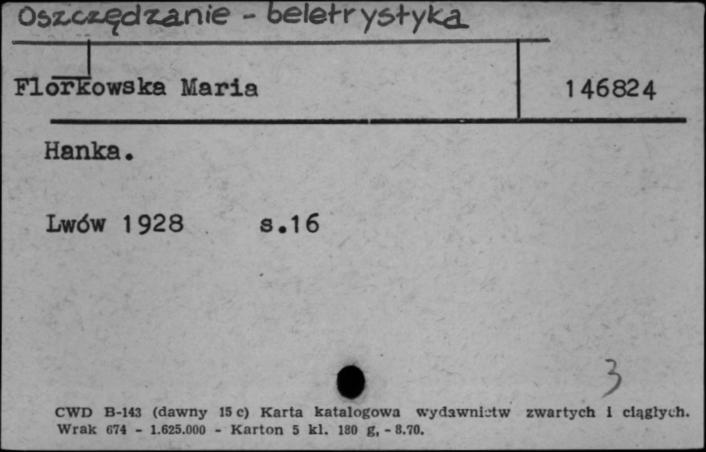 Oszczędzanie - beletrystyka
Florkowska Maria 146824
Hanka.
Lwów 1928 s.16
3
CWD B-143 (dawny 15 c) Karta katalogowa wydawnictw zwartych i ciągłych.
Wrak 674 - 1.625.000 - Karton 5 kl. 180 g, - 8.70.